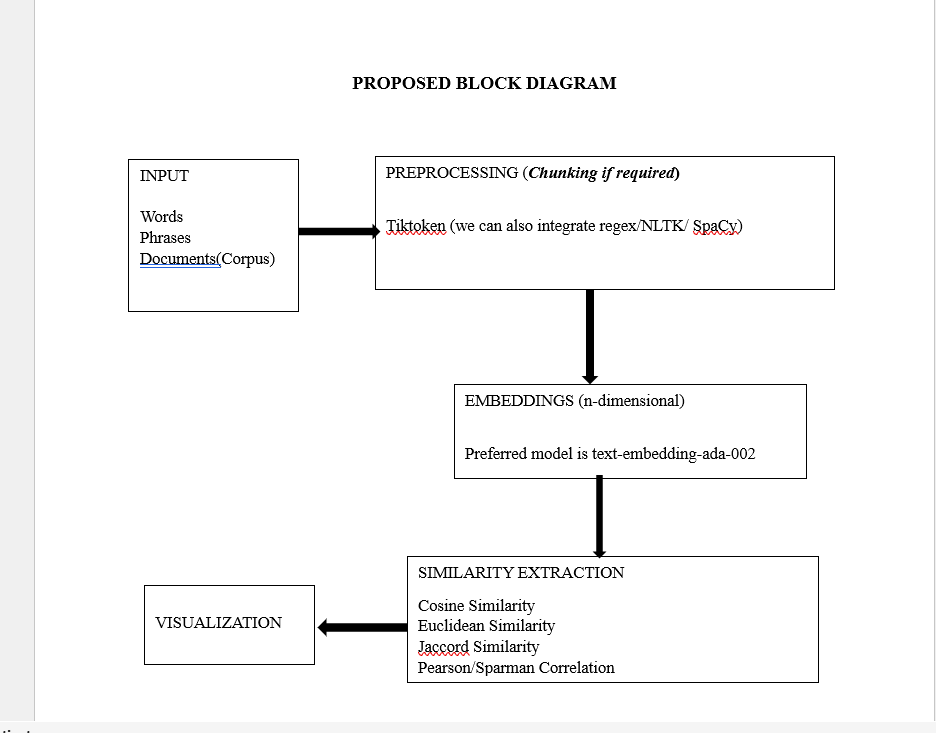 PROPOSED BLOCK DIAGRAM
INPUT
Words
Phrases
Documents(Corpus)
PREPROCESSING (Chunking if required)
Tiktoken (we can also integrate regex/NLTK/ SpaCy)
EMBEDDINGS (n-dimensional)
Preferred model is text-embedding-ada-002
SIMILARITY EXTRACTION
Cosine Similarity
Euclidean Similarity
Jaccord Similarity
Pearson/Sparman Correlation
VISUALIZATION